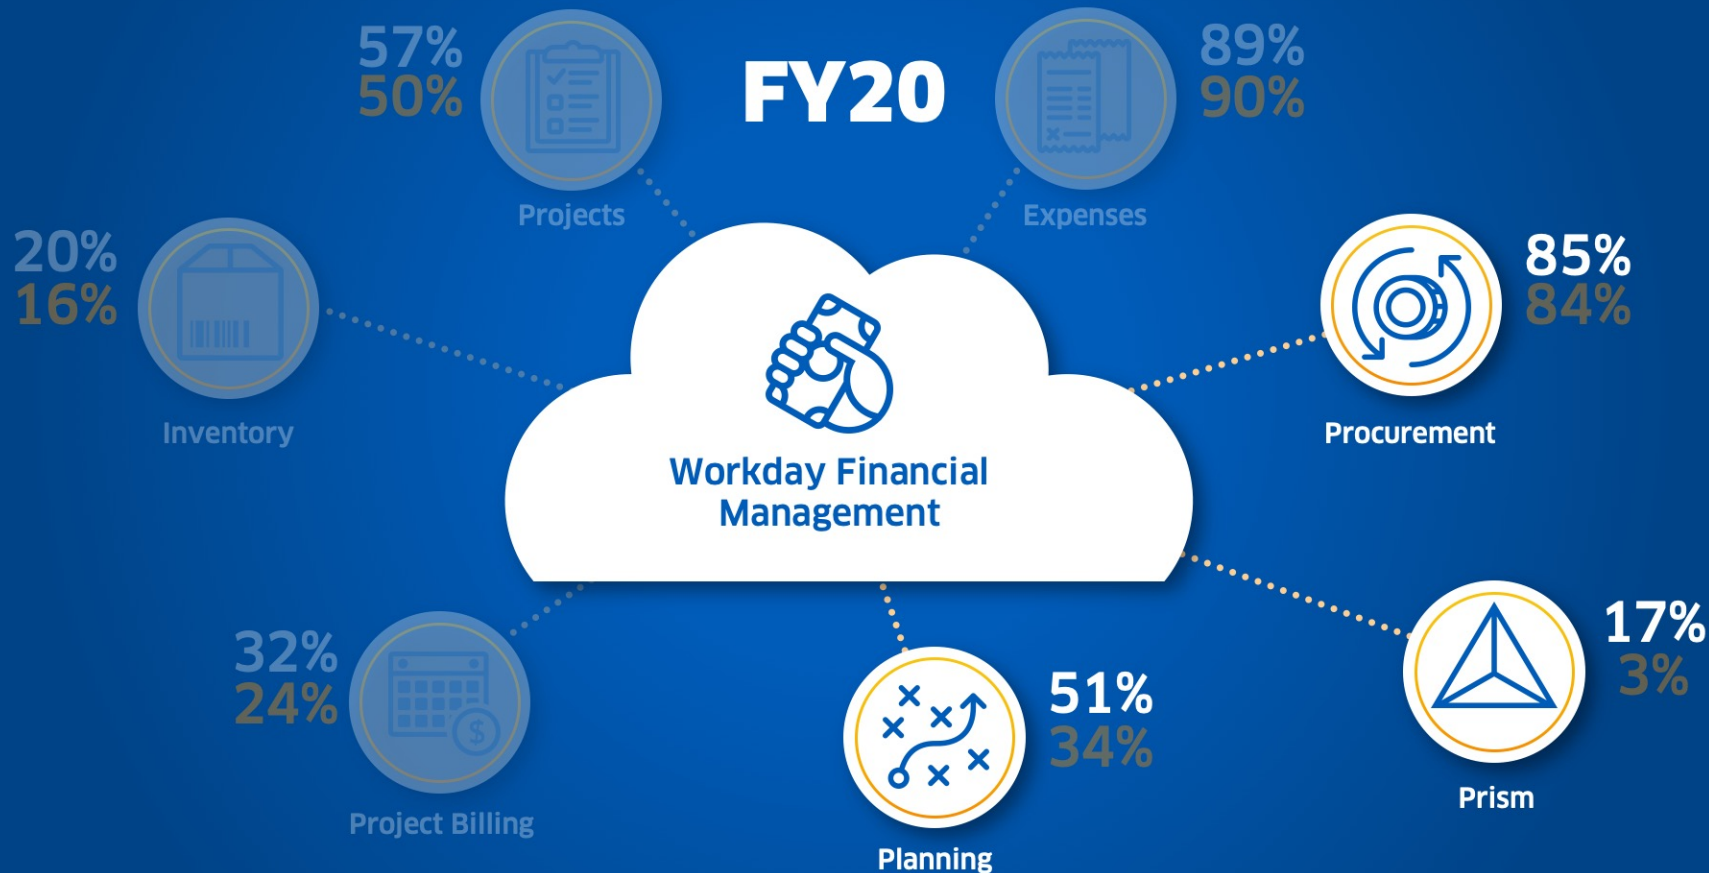 FY20
57%
50%
Projects
89%
90%
Expenses
20%
16%
Inventory
85%
84%
Procurement
Workday Financial
Management
32%
24%
$
Project Billing
51%
34%
Planning
17%
3%
Prism